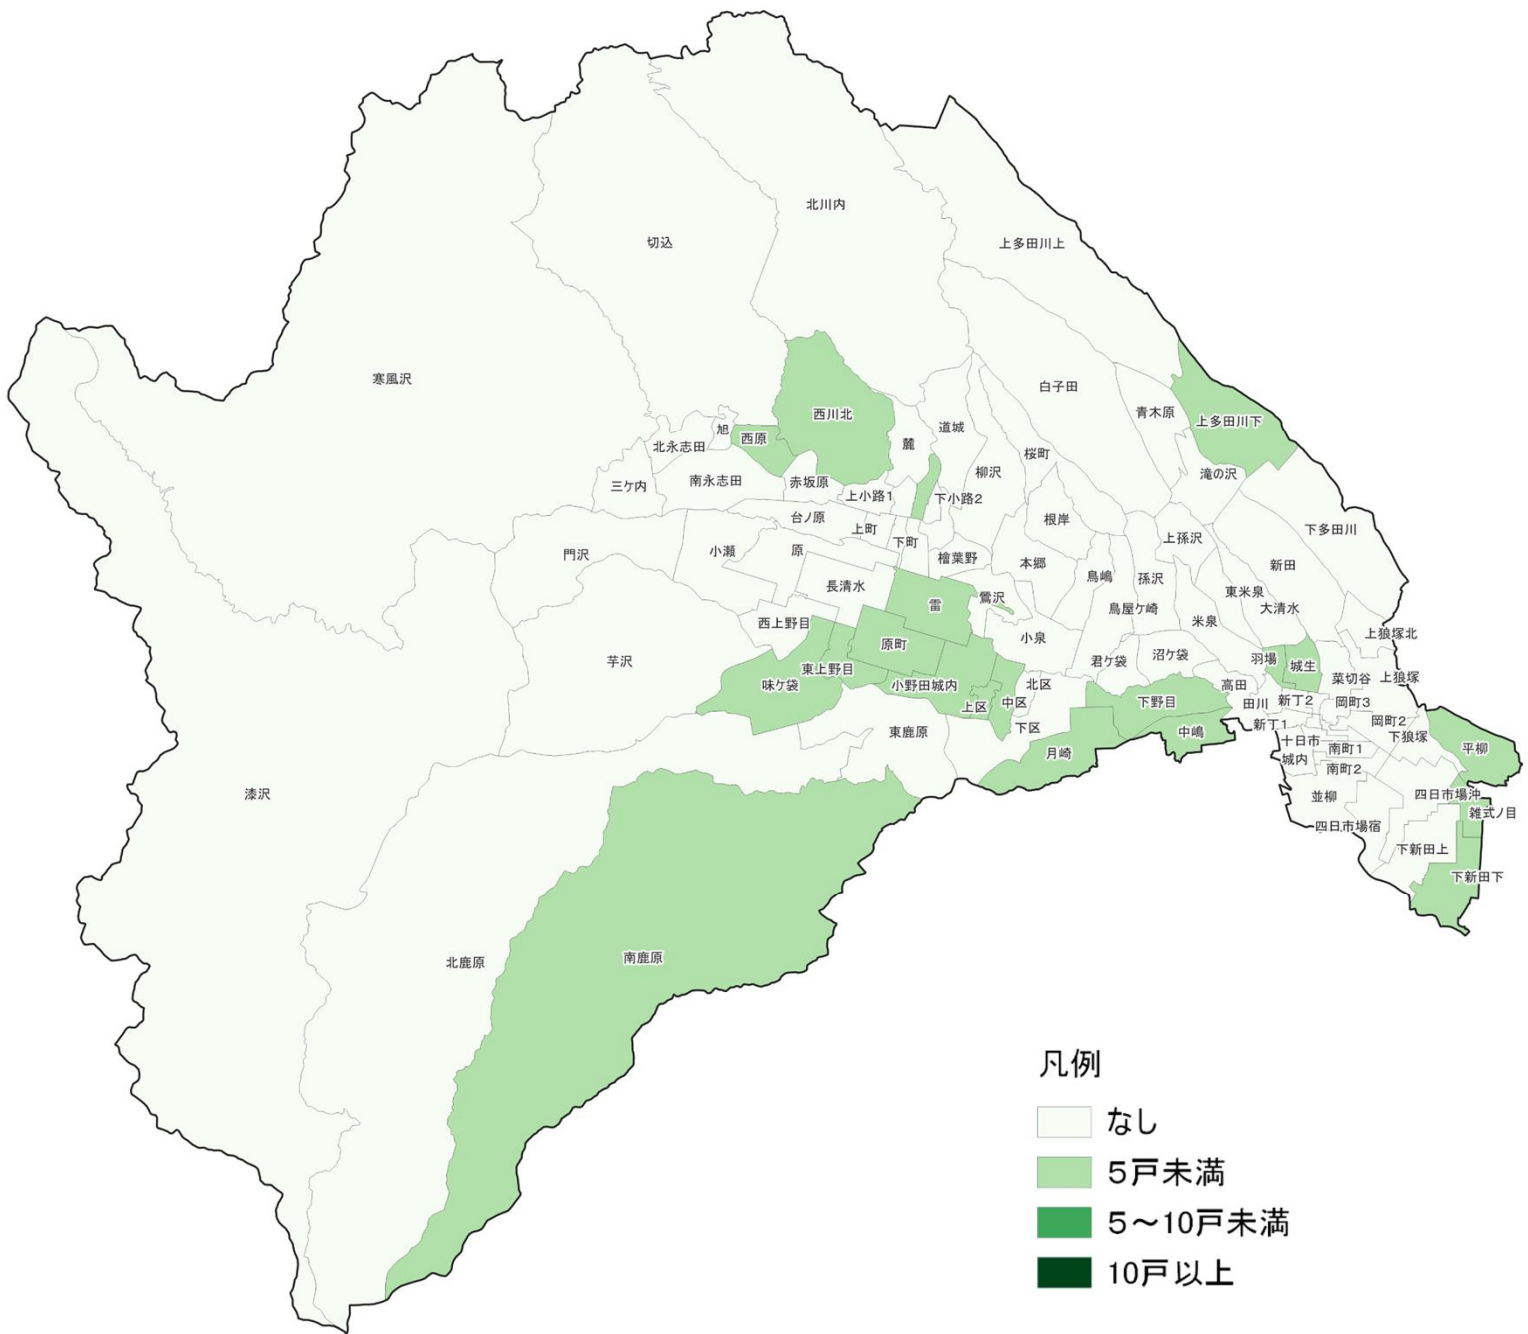 北川内
切込
上多田川上
寒風沢
白子田
西川北
青木原
上多田川下
道城
旭
西原
麓
北永志田
桜町
柳沢
滝の沢
南永志田
赤坂原
三ケ内
上小路1
下小路2
台ノ原
上町
根岸
下多田川
上孫沢
下町
小瀬
原
門沢
檜葉野
本郷
新田
鳥嶋
孫沢
長清水
東米泉
鶯沢
雷
大清水
鳥屋ケ崎
米泉
西上野目
小泉
上狼塚北
原町
沼ケ袋
羽場
芋沢
君ケ袋
城生
東上野目
菜切谷
上狼塚
味ケ袋
小野田城内
北区
高田
中区
下野目
田川
新丁2
岡町3
上区
岡町2
下区
新丁1
東鹿原
中嶋
下狼塚
十日市
南町1
平柳
月崎
城内
南町2
漆沢
並柳
四日市場沖
雑式ノ目
四日市場宿
下新田上
下新田下
南鹿原
北鹿原
凡例
なし
5戸未満
5～10戸未満
10戸以上